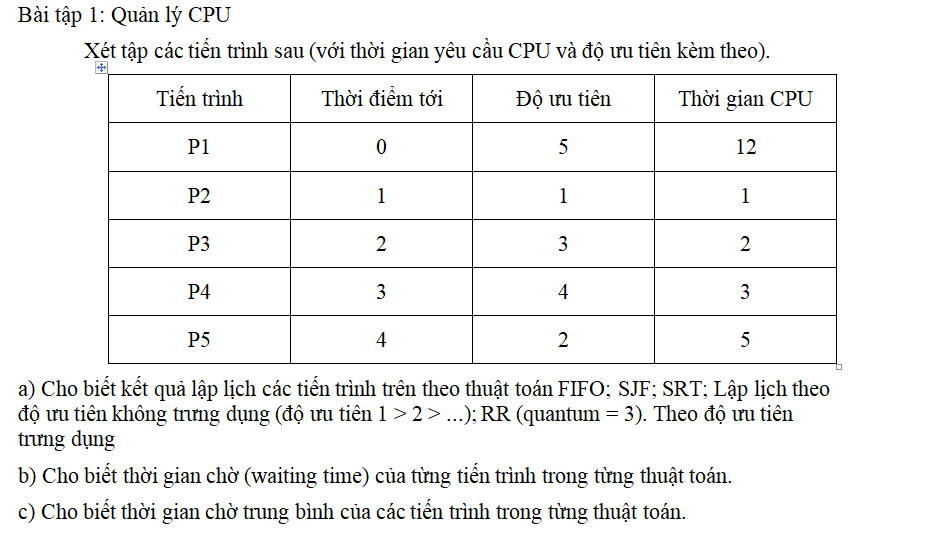 Bài tập 1: Quản lý CPU
Xét tập các tiến trình sau (với thời gian yêu cầu CPU và độ ưu tiên kèm theo).
Tiến trình Thời điểm tới Độ ưu tiên Thời gian CPU
P1 0 5 12
P2 1 1 1
P3 2 3 2
P4 3 4 3
P5 4 2 5
a) Cho biết kết quả lập lịch các tiến trình trên theo thuật toán FIFO; SJF; SRT; Lập lịch theo
độ ưu tiên không trưng dụng (độ ưu tiên 1 > 2 > ...); RR (quantum = 3). Theo độ ưu tiên
trưng dụng
b) Cho biết thời gian chờ (waiting time) của từng tiến trình trong từng thuật toán.
c) Cho biết thời gian chờ trung bình của các tiến trình trong từng thuật toán.